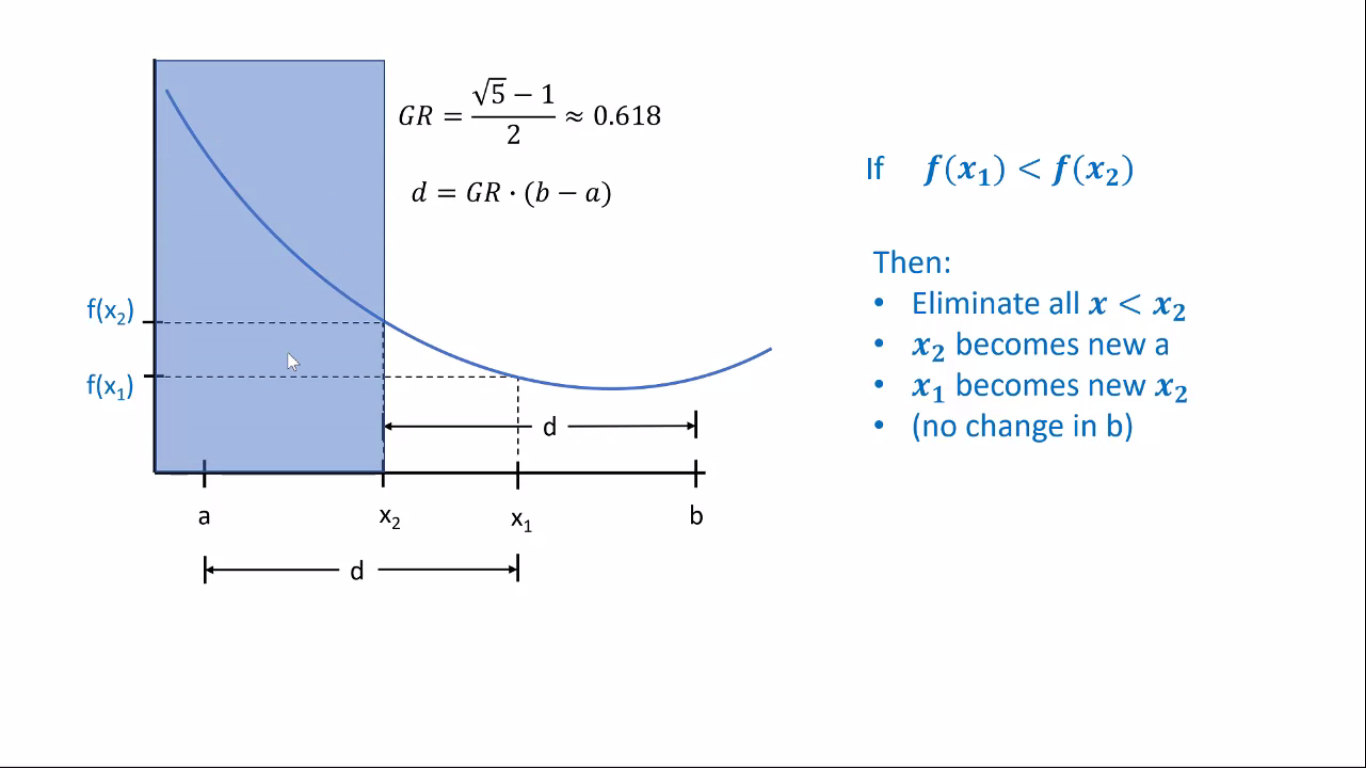 GR = (√5 − 1)/2 ≈ 0.618
d = GR · (b − a)
f(x₂)
f(x₁)
d
a x₂ x₁ b
d
If f(x₁) < f(x₂)
Then:
• Eliminate all x < x₂
• x₂ becomes new a
• x₁ becomes new x₂
• (no change in b)